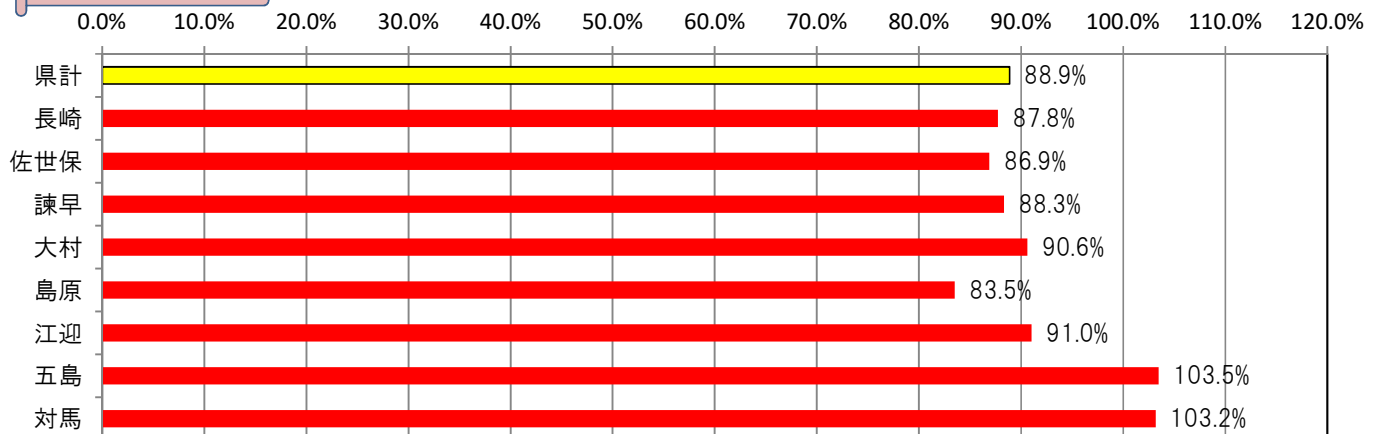 0.0% 10.0% 20.0% 30.0% 40.0% 50.0% 60.0% 70.0% 80.0% 90.0% 100.0% 110.0% 120.0%
県計 88.9%
長崎 87.8%
佐世保 86.9%
諫早 88.3%
大村 90.6%
島原 83.5%
江迎 91.0%
五島 103.5%
対馬 103.2%